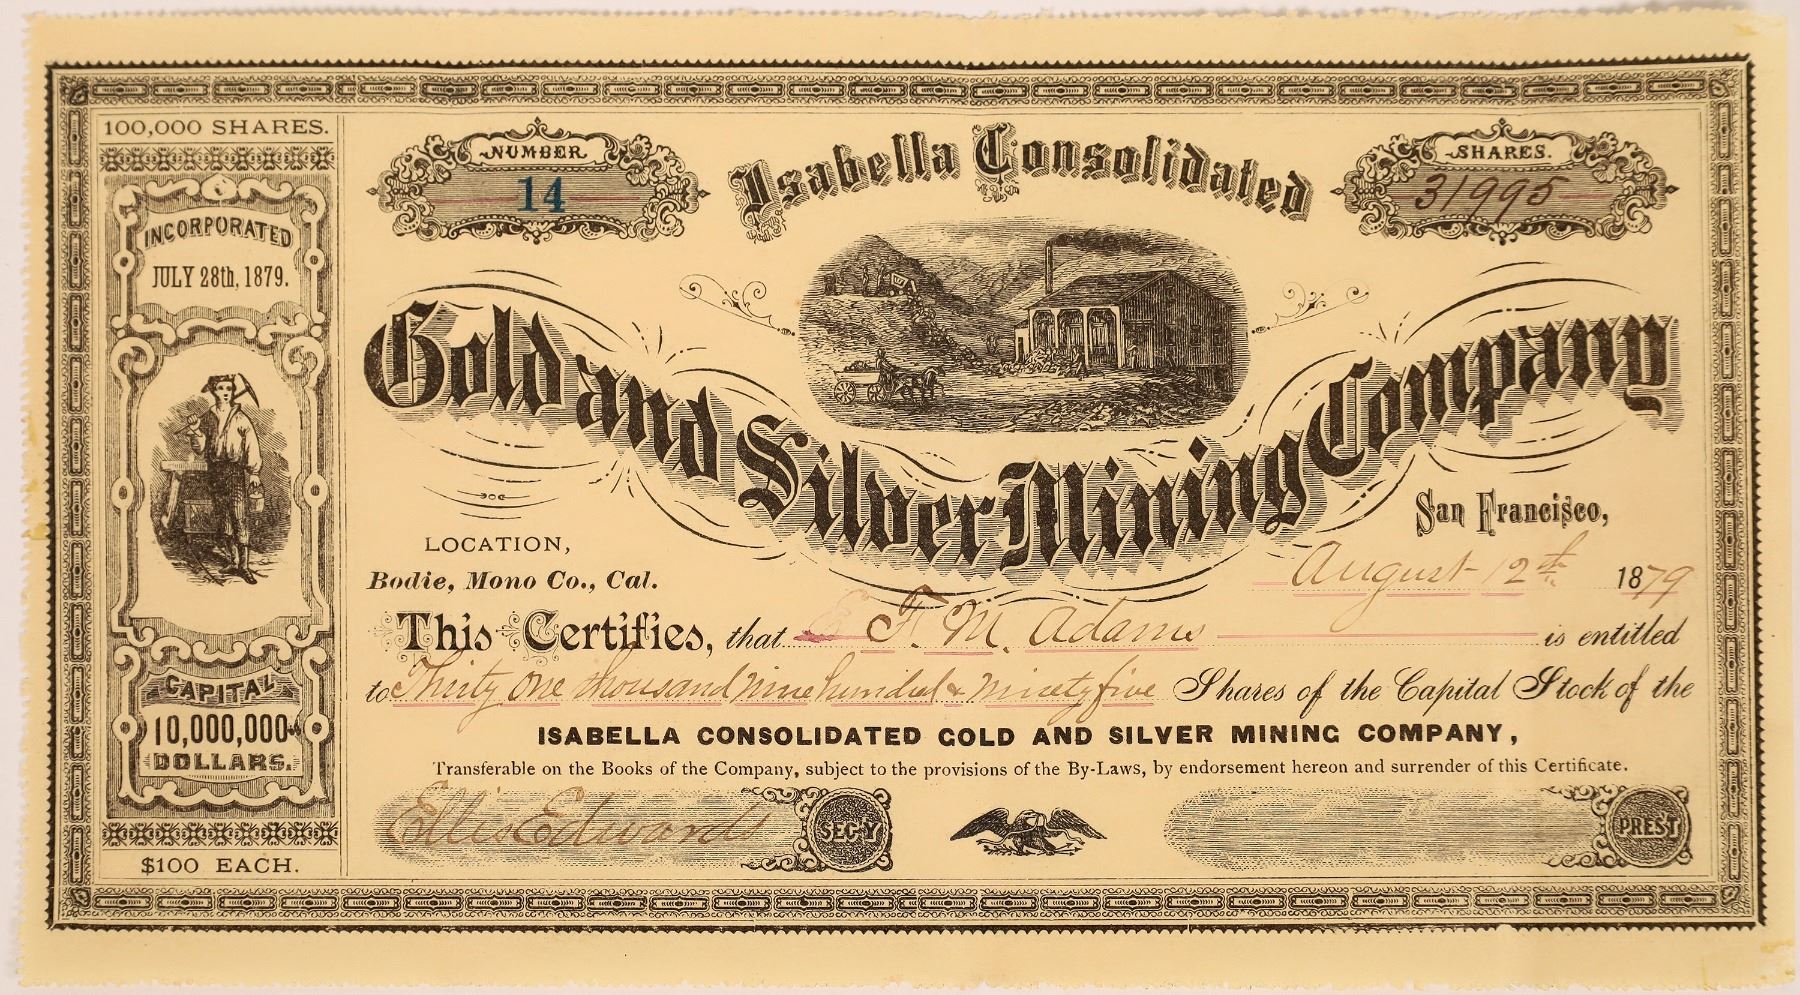 100,000 SHARES.
INCORPORATED
JULY 28th, 1879.
CAPITAL
10,000,000
DOLLARS.
$100 EACH.
NUMBER
14
Isabella Consolidated
SHARES.
31995
Gold and Silver Mining Company
LOCATION,
Bodie, Mono Co., Cal.
San Francisco,
August 12th 1879
This Certifies, that F. M. Adams is entitled
to Thirty one thousand nine hundred & ninety five Shares of the Capital Stock of the
ISABELLA CONSOLIDATED GOLD AND SILVER MINING COMPANY,
Transferable on the Books of the Company, subject to the provisions of the By-Laws, by endorsement hereon and surrender of this Certificate.
Ellis Edwards SEC'Y
PREST